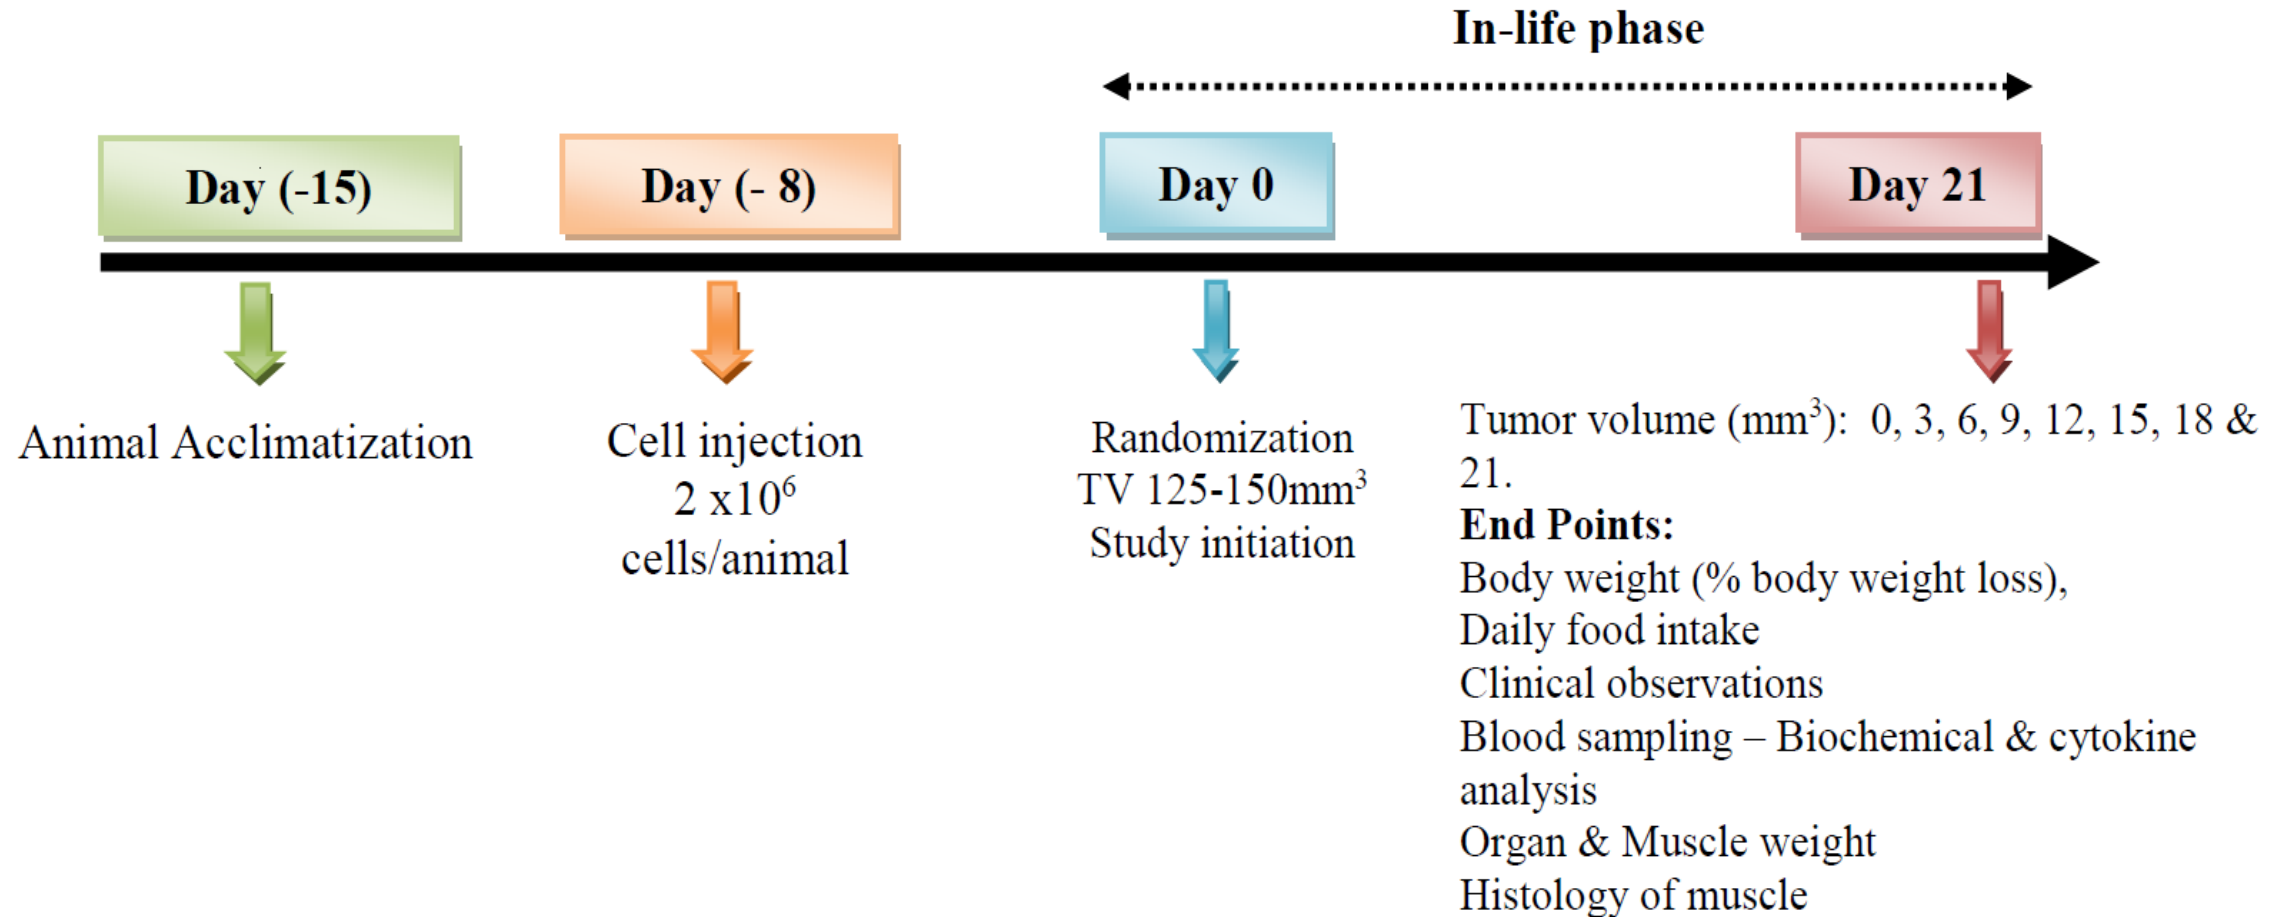 In-life phase
Day (-15)
Day (- 8)
Day 0
Day 21
Animal Acclimatization
Cell injection
2 x10⁶
cells/animal
Randomization
TV 125-150mm³
Study initiation
Tumor volume (mm³): 0, 3, 6, 9, 12, 15, 18 &
21.
End Points:
Body weight (% body weight loss),
Daily food intake
Clinical observations
Blood sampling – Biochemical & cytokine
analysis
Organ & Muscle weight
Histology of muscle